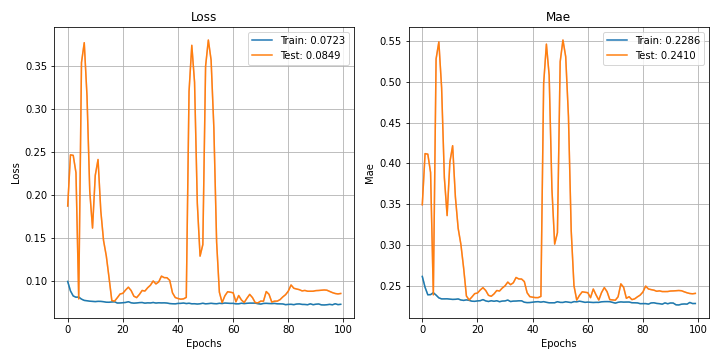 Loss
Train: 0.0723
Test: 0.0849
0.35
0.30
0.25
0.20
0.15
0.10
Loss
0 20 40 60 80 100
Epochs
Mae
Train: 0.2286
Test: 0.2410
0.55
0.50
0.45
0.40
0.35
0.30
0.25
Mae
0 20 40 60 80 100
Epochs